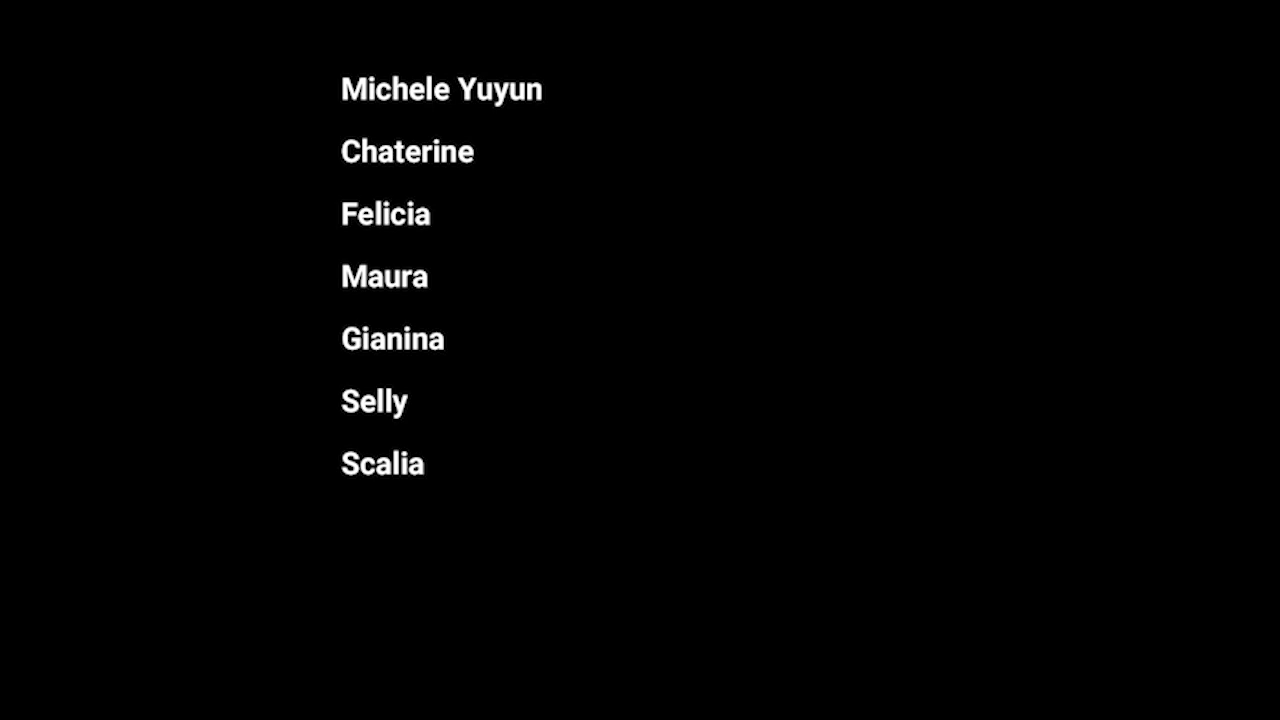 Michele Yuyun
Chaterine
Felicia
Maura
Gianina
Selly
Scalia